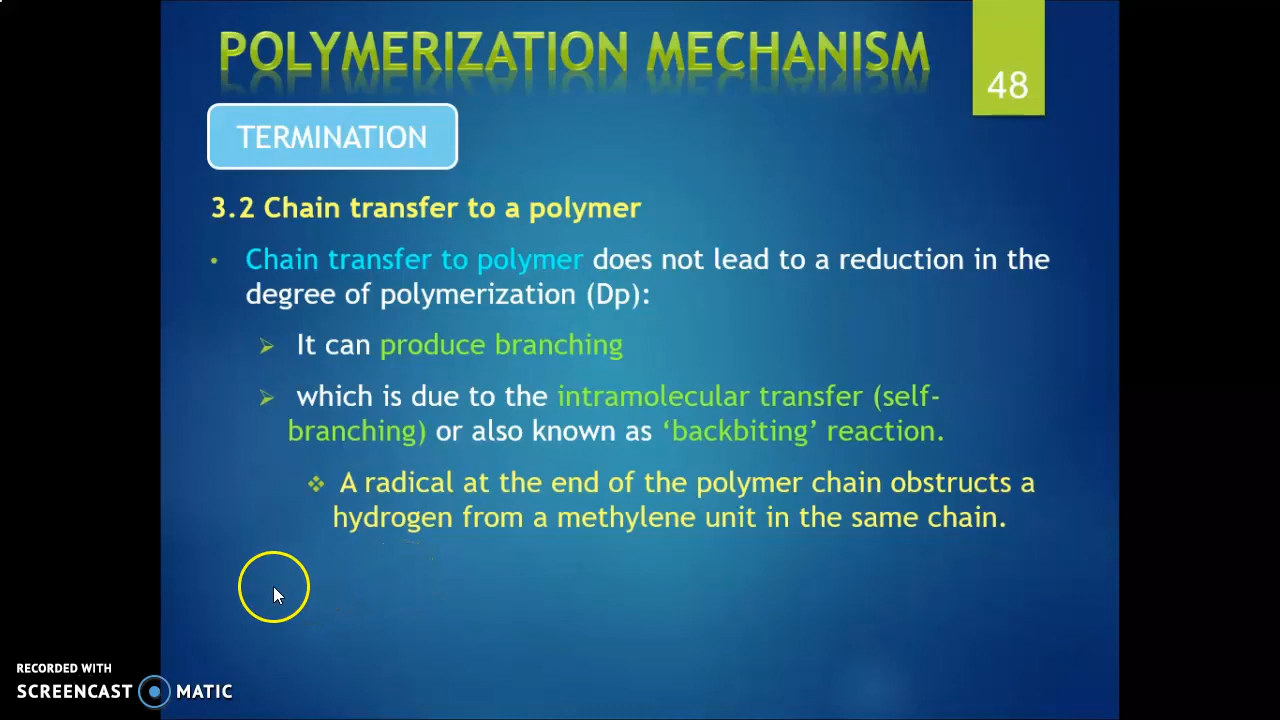 POLYMERIZATION MECHANISM
48
TERMINATION
3.2 Chain transfer to a polymer
• Chain transfer to polymer does not lead to a reduction in the
degree of polymerization (Dp):
➢ It can produce branching
➢ which is due to the intramolecular transfer (self-
branching) or also known as ‘backbiting’ reaction.
❖ A radical at the end of the polymer chain obstructs a
hydrogen from a methylene unit in the same chain.
RECORDED WITH
SCREENCAST MATIC